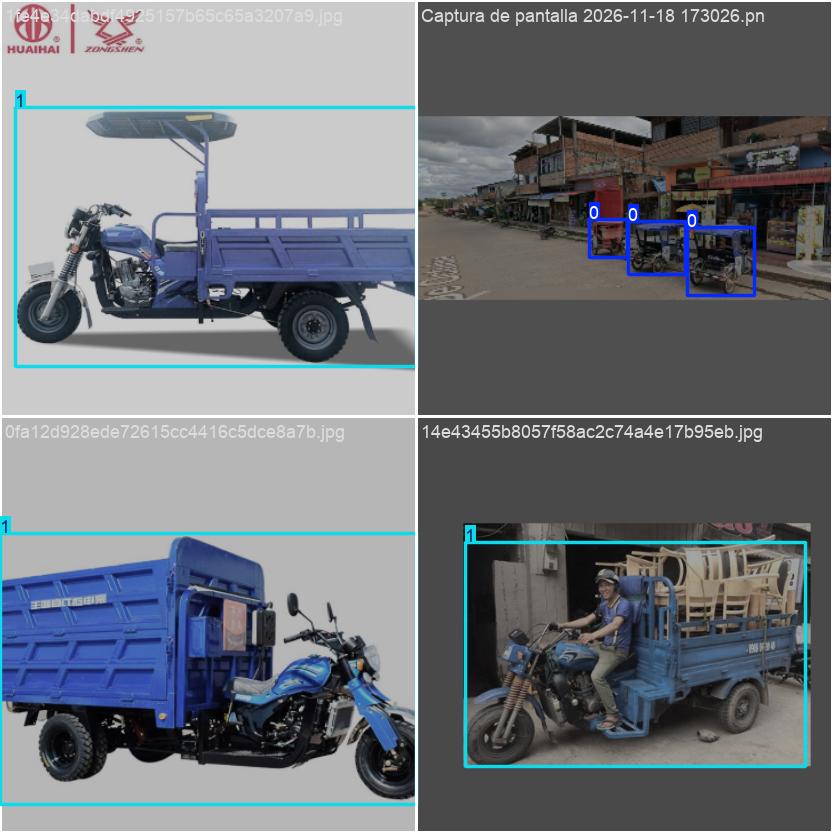 1fe4e34dabdf4925157b65c65a3207a9.jpg
HUAIHAI
ZONGSHEN
1
Captura de pantalla 2026-11-18 173026.pn
0
0
0
0fa12d928ede72615cc4416c5dce8a7b.jpg
1
14e43455b8057f58ac2c74a4e17b95eb.jpg
1